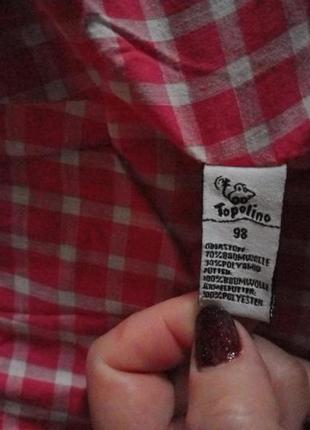 Topolino
98
OBERSTOFF:
70%BAUMWOLLE
30%POLYAMID
FUTTER:
100%BAUMWOLLE
ÄRMELFUTTER:
100%POLYESTER